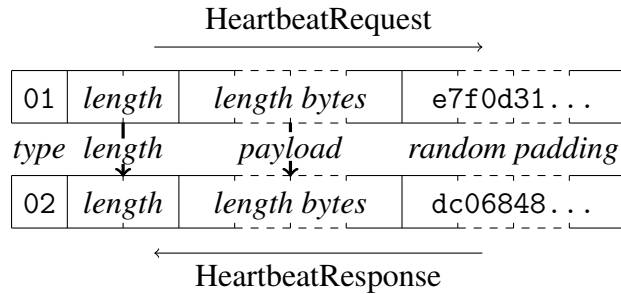 HeartbeatRequest
01 length length bytes e7f0d31...
type length payload random padding
02 length length bytes dc06848...
HeartbeatResponse